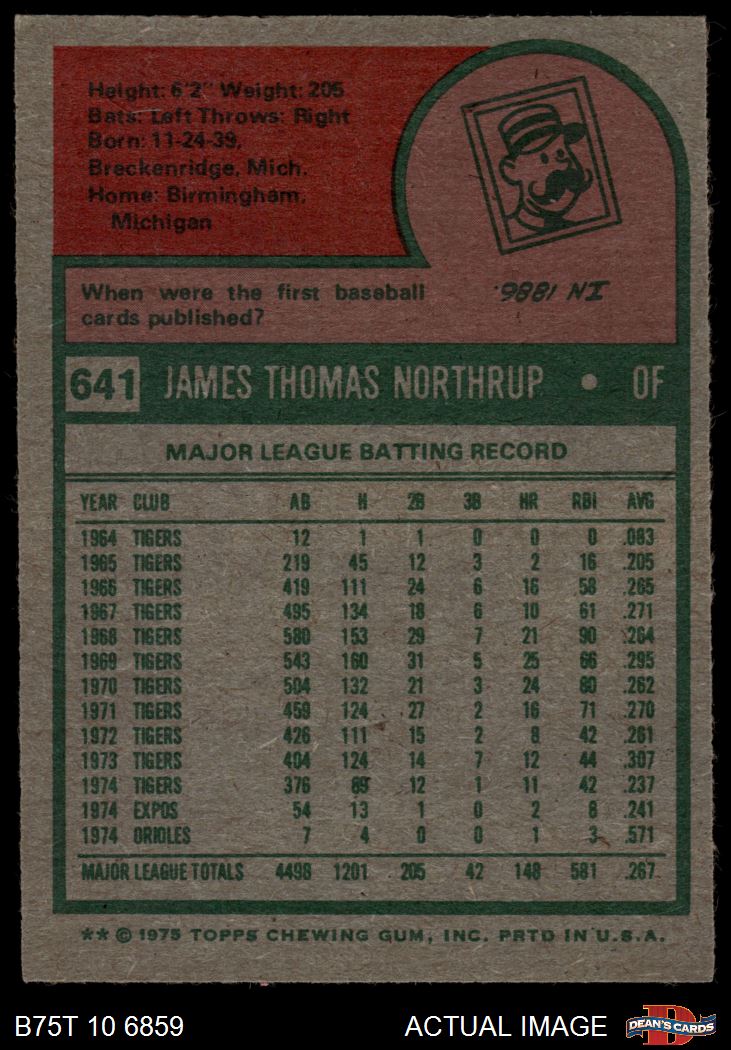 Height: 6'2" Weight: 205
Bats: Left Throws: Right
Born: 11-24-39,
Breckenridge, Mich.
Home: Birmingham,
Michigan
When were the first baseball
cards published?
IN 1886.
641 JAMES THOMAS NORTHRUP • OF
MAJOR LEAGUE BATTING RECORD
YEAR CLUB AB H 2B 3B HR RBI AVG
1964 TIGERS 12 1 1 0 0 0 .083
1965 TIGERS 219 45 12 3 2 16 .205
1966 TIGERS 419 111 24 6 16 58 .265
1967 TIGERS 495 134 18 6 10 61 .271
1968 TIGERS 580 153 29 7 21 90 .264
1969 TIGERS 543 160 31 5 25 66 .295
1970 TIGERS 504 132 21 3 24 80 .262
1971 TIGERS 459 124 27 2 16 71 .270
1972 TIGERS 426 111 15 2 8 42 .261
1973 TIGERS 404 124 14 7 12 44 .307
1974 TIGERS 376 89 12 1 11 42 .237
1974 EXPOS 54 13 1 0 2 8 .241
1974 ORIOLES 7 4 0 0 1 3 .571
MAJOR LEAGUE TOTALS 4498 1201 205 42 148 581 .267
** © 1975 TOPPS CHEWING GUM, INC. PRTD IN U.S.A.
B75T 10 6859 ACTUAL IMAGE DEAN'S CARDS